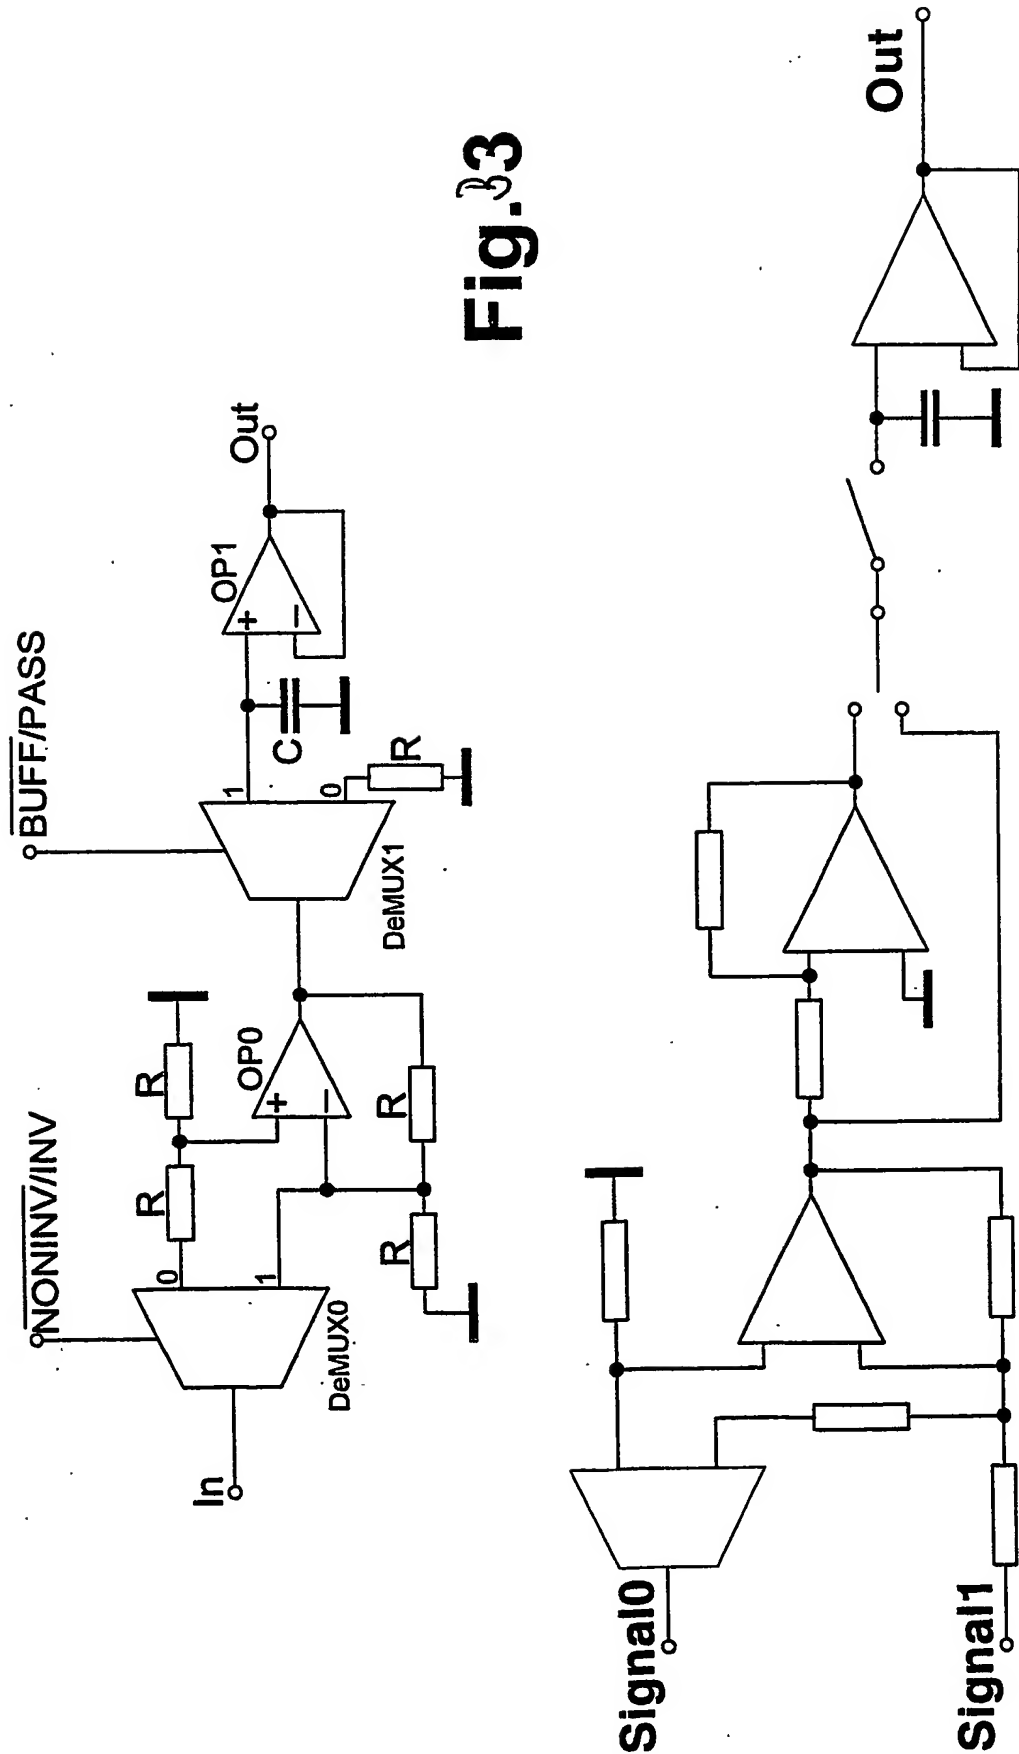 NONINV/INV
BUFF/PASS
In
0
1
DeMUX0
R
R
OP0
+
−
R
R
DeMUX1
1
0
R
C
OP1
+
−
Out
Fig.33
Signal0
Signal1
Out